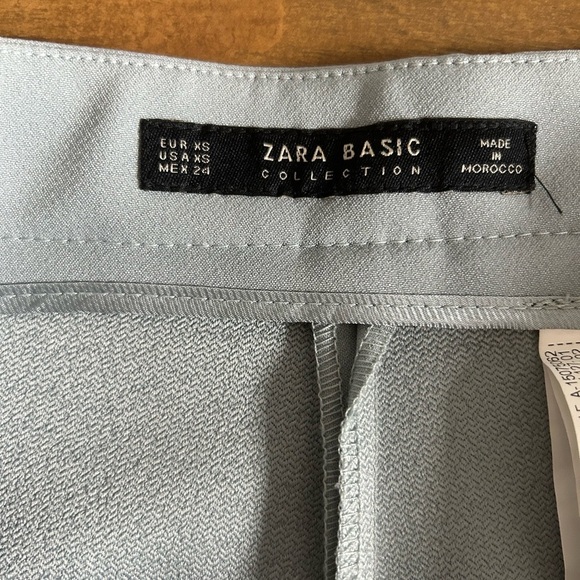 EUR XS
USA XS
MEX 24
ZARA BASIC
COLLECTION
MADE
IN
MOROCCO